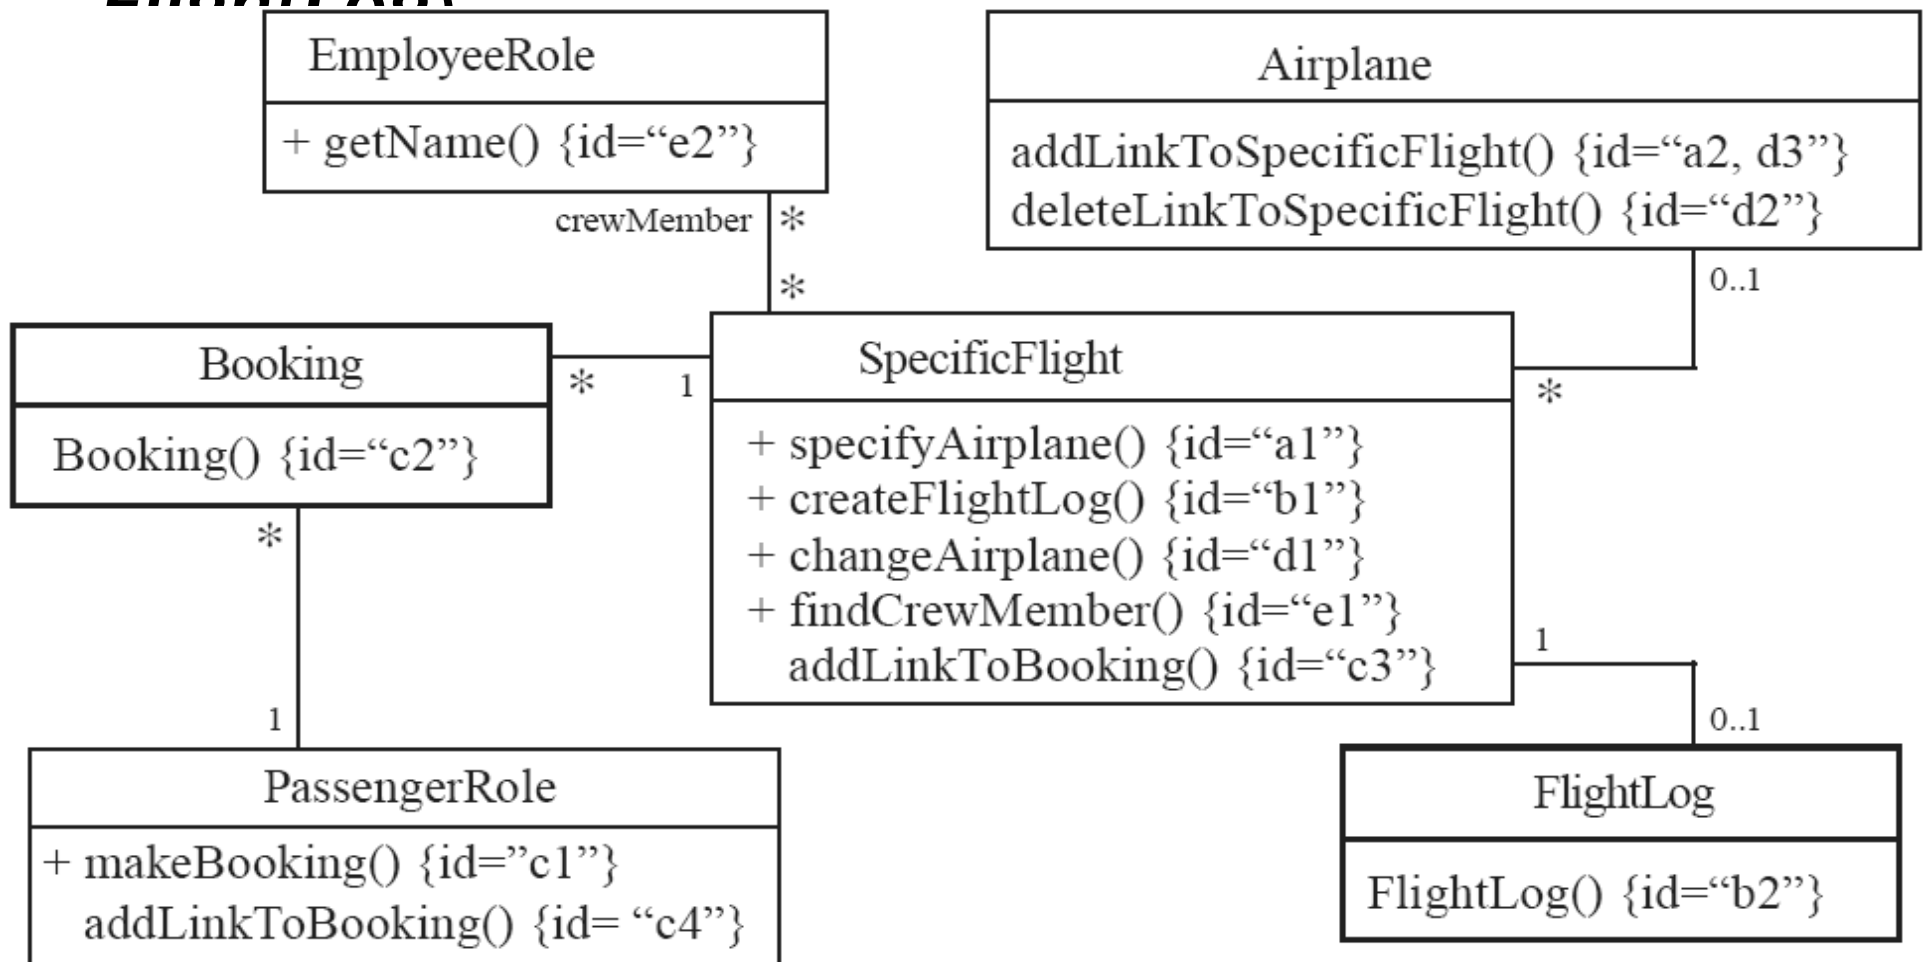 EmployeeRole
+ getName() {id=“e2”}
Airplane
addLinkToSpecificFlight() {id=“a2, d3”}
deleteLinkToSpecificFlight() {id=“d2”}
crewMember *
*
0..1
Booking
Booking() {id=“c2”}
* 1
SpecificFlight
+ specifyAirplane() {id=“a1”}
+ createFlightLog() {id=“b1”}
+ changeAirplane() {id=“d1”}
+ findCrewMember() {id=“e1”}
addLinkToBooking() {id=“c3”}
*
*
1
1
0..1
PassengerRole
+ makeBooking() {id=”c1”}
addLinkToBooking() {id= “c4”}
FlightLog
FlightLog() {id=“b2”}